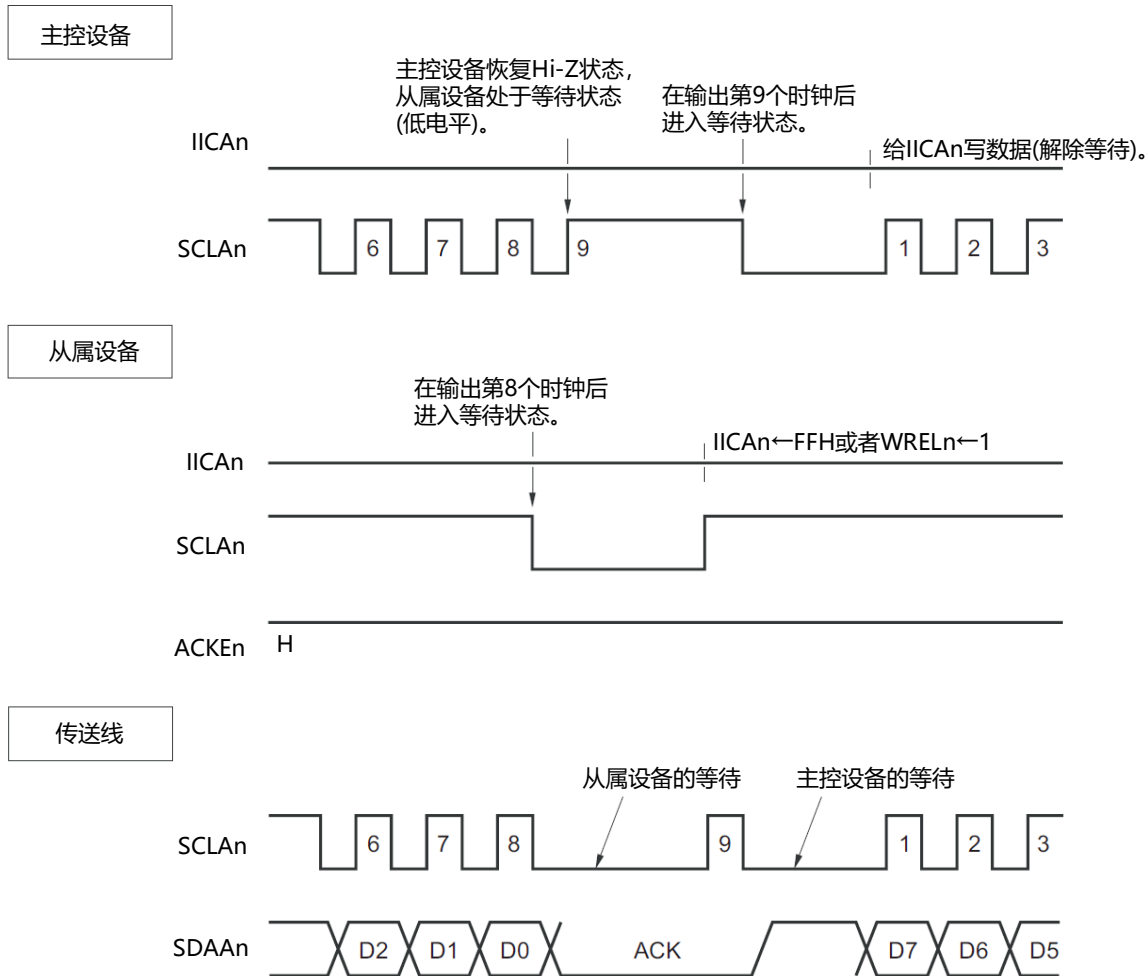 主控设备
主控设备恢复Hi-Z状态，
从属设备处于等待状态
(低电平)。
在输出第9个时钟后
进入等待状态。
IICAn
给IICAn写数据(解除等待)。
SCLAn
6 7 8 9 1 2 3
从属设备
在输出第8个时钟后
进入等待状态。
IICAn
IICAn←FFH或者WRELn←1
SCLAn
ACKEn H
传送线
从属设备的等待 主控设备的等待
SCLAn
6 7 8 9 1 2 3
SDAAn
D2 D1 D0 ACK D7 D6 D5